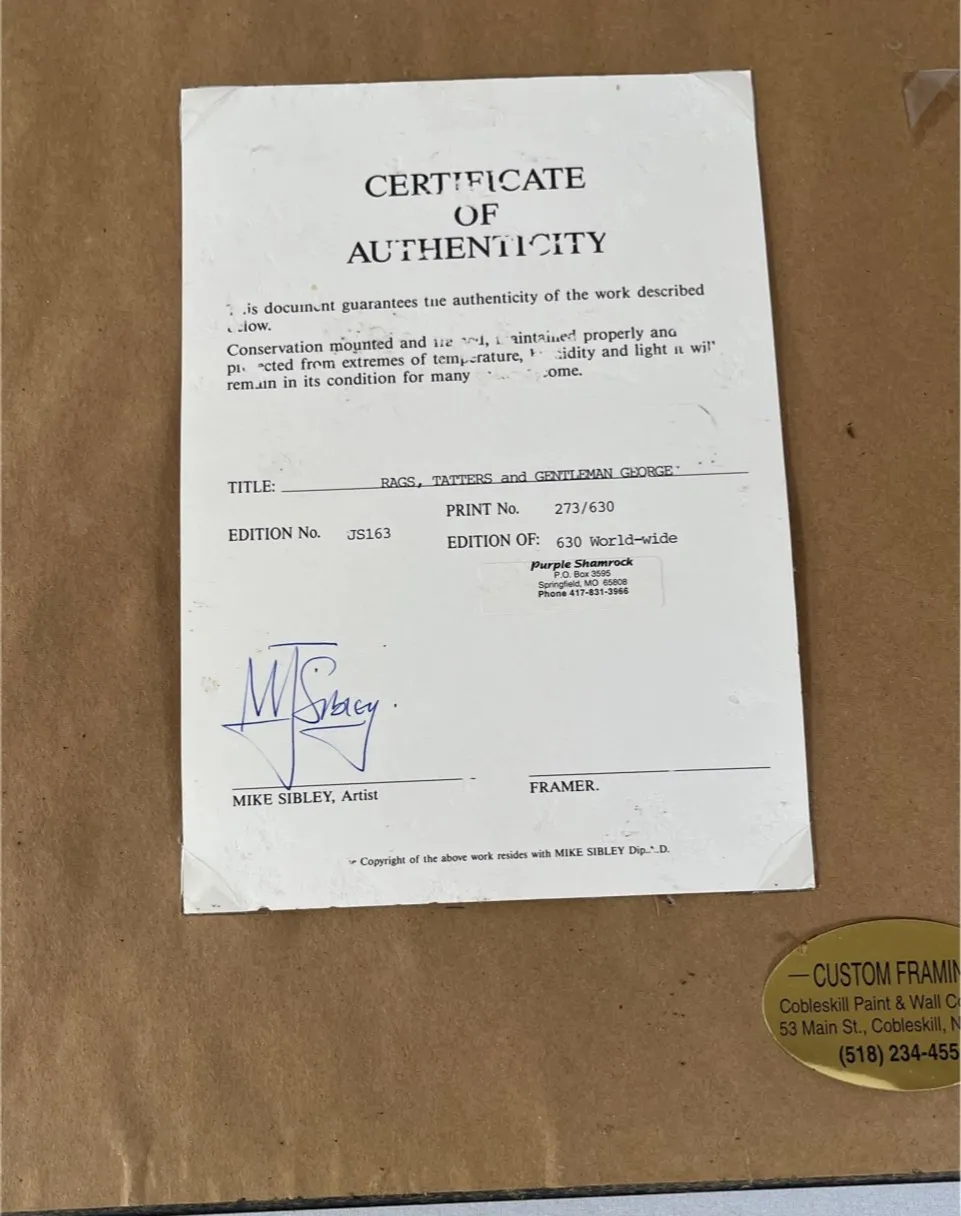 CERTIFICATE
OF
AUTHENTICITY
document guarantees the authenticity of the work described
Conservation mounted and maintained properly and
from extremes of temperature, and light it will
remain in its condition for many
TITLE: RAGS, TATTERS and GENTLEMAN GEORGE
EDITION No. JS163
PRINT No. 273/630
EDITION OF: 630 World-wide
Purple Shamrock
P.O. Box 3595
Springfield, MO 65808
Phone 417-831-3966
MJSibley.
MIKE SIBLEY, Artist
FRAMER.
Copyright of the above work resides with MIKE SIBLEY
— CUSTOM FRAMIN
Cobleskill Paint & Wall
53 Main St., Cobleskill, N
(518) 234-455